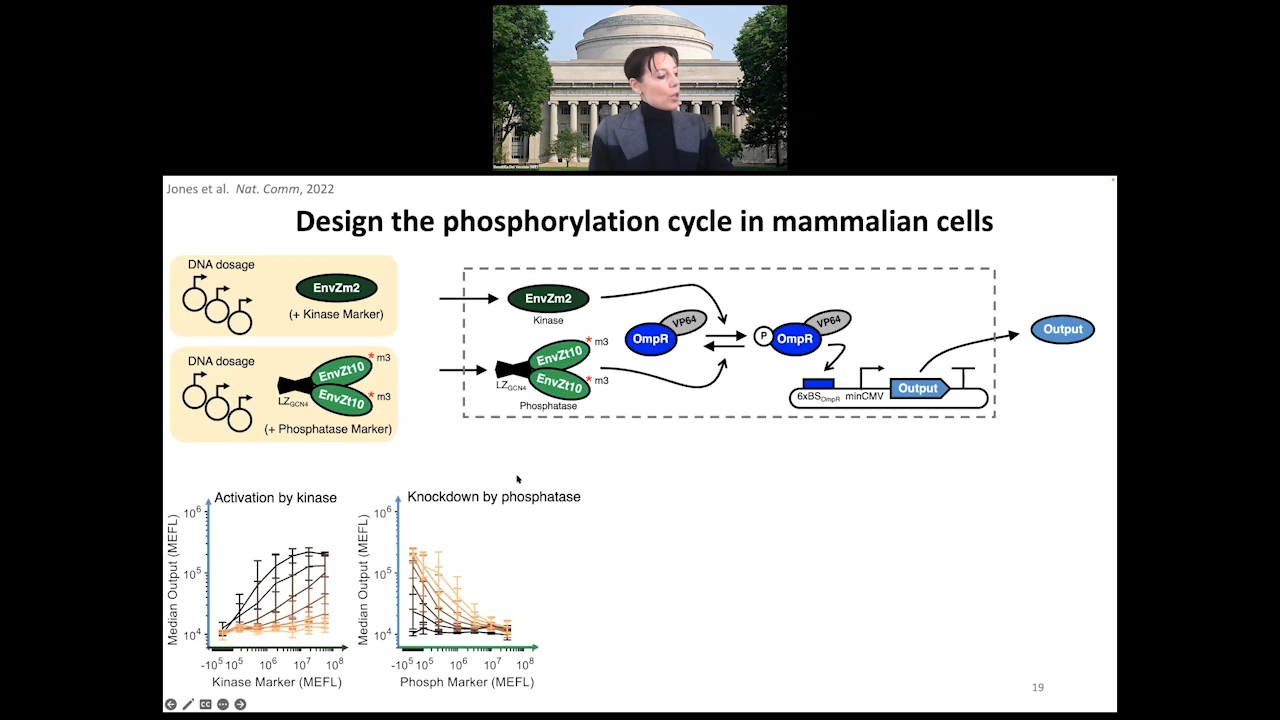 Jones et al. Nat. Comm, 2022
Design the phosphorylation cycle in mammalian cells
DNA dosage
EnvZm2
(+ Kinase Marker)
DNA dosage
EnvZt10
* m3
EnvZt10
* m3
LZGCN4
(+ Phosphatase Marker)
EnvZm2
Kinase
EnvZt10
* m3
EnvZt10
* m3
LZGCN4
Phosphatase
OmpR
VP64
P
OmpR
VP64
6xBSOmpR
minCMV
Output
Output
Activation by kinase
Median Output (MEFL)
10^6
10^5
10^4
-10^5 10^5 10^6 10^7 10^8
Kinase Marker (MEFL)
Knockdown by phosphatase
Median Output (MEFL)
10^6
10^5
10^4
-10^5 10^5 10^6 10^7 10^8
Phosph Marker (MEFL)
19